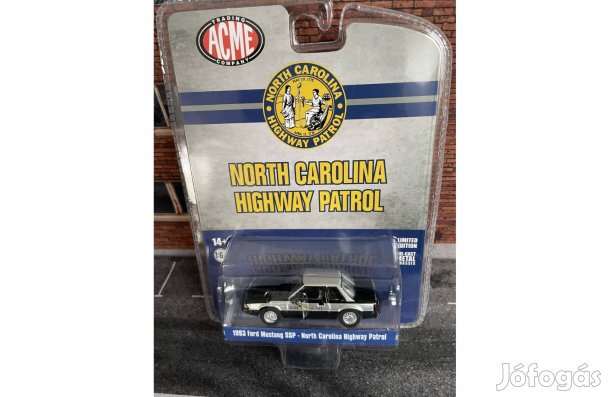 TRADING
ACME
COMPANY
NORTH CAROLINA
HIGHWAY PATROL
NORTH CAROLINA
HIGHWAY PATROL
14+
LIMITED
EDITION
DIE-CAST
METAL
CHASSIS
1993 Ford Mustang SSP - North Carolina Highway Patrol
Jófogás